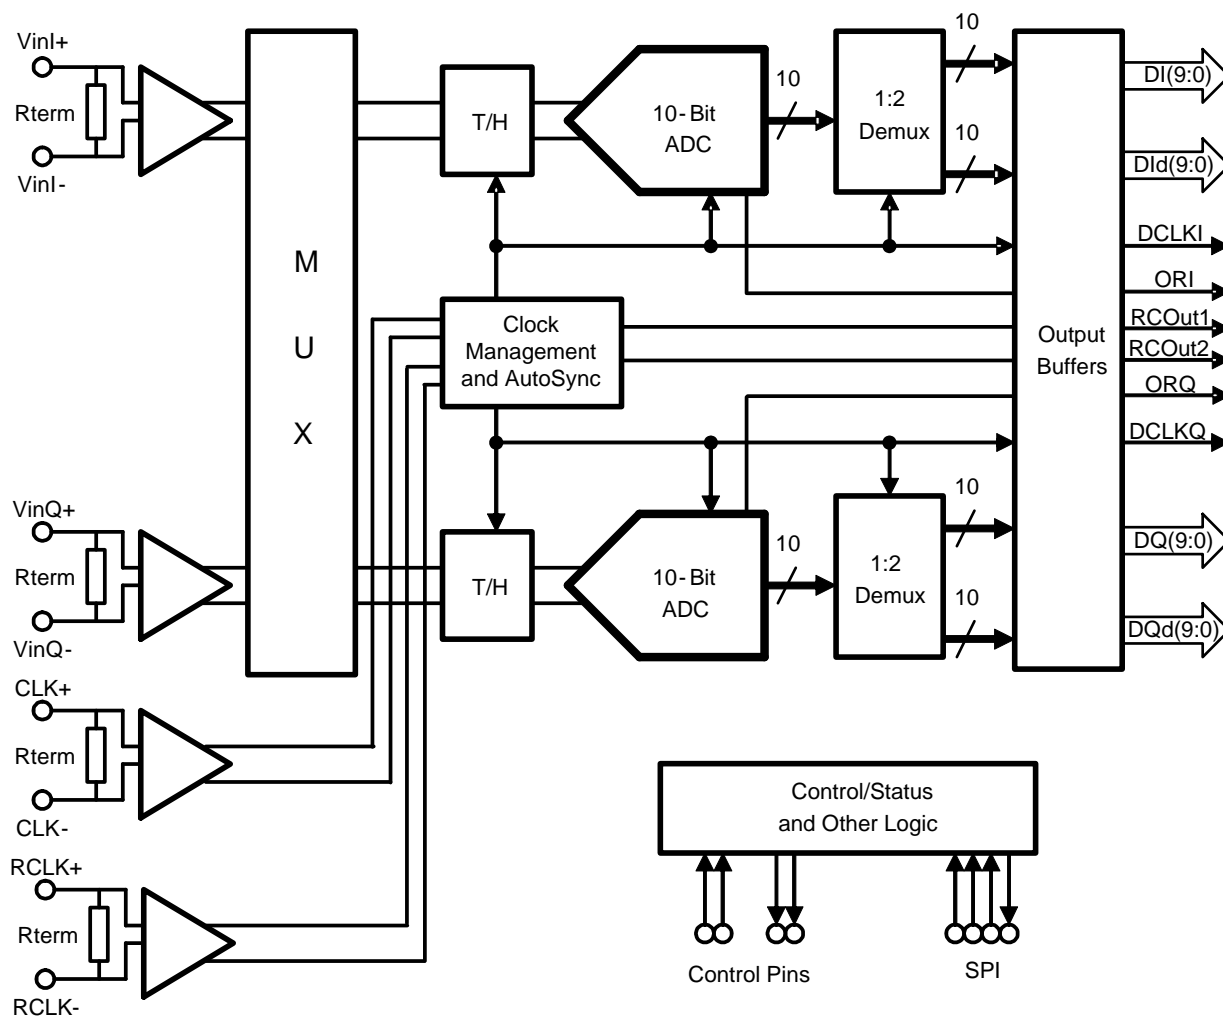 VinI+
Rterm
VinI-
M
U
X
T/H
10-Bit
ADC
10
1:2
Demux
10
10
Clock
Management
and AutoSync
Output
Buffers
DI(9:0)
DId(9:0)
DCLKI
ORI
RCOut1
RCOut2
ORQ
DCLKQ
DQ(9:0)
DQd(9:0)
VinQ+
Rterm
VinQ-
T/H
10-Bit
ADC
10
1:2
Demux
10
10
CLK+
Rterm
CLK-
RCLK+
Rterm
RCLK-
Control/Status
and Other Logic
Control Pins
SPI